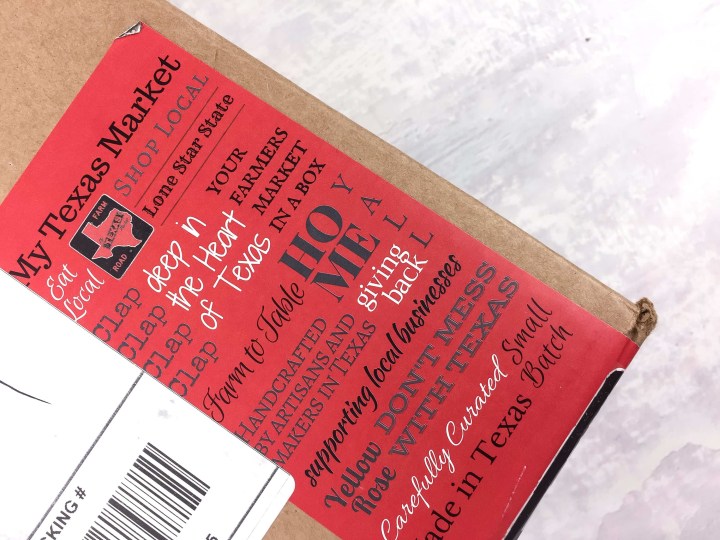 My Texas Market
SHOP LOCAL
Lone Star State
FARM
TEXAS
ROAD
Eat
Local
YOUR
FARMERS
MARKET
IN A BOX
Clap
Clap
Clap
Clap
deep in
the Heart
of Texas
HO
ME
Y
A
L
L
giving
back
Farm to Table
HANDCRAFTED
BY ARTISANS AND
MAKERS IN TEXAS
supporting local businesses
DON'T MESS
WITH TEXAS
Yellow
Rose
Small
Batch
Carefully Curated
ade in Texas
KING #
5